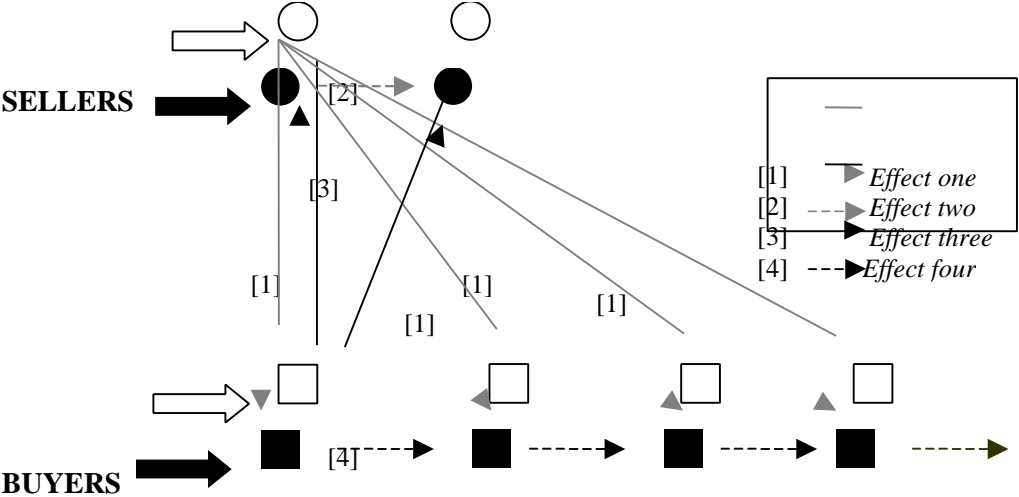 [2]
SELLERS
[3]
[1] Effect one
[2] Effect two
[3] Effect three
[4] Effect four
[1]
[1]
[1]
[1]
[4]
BUYERS